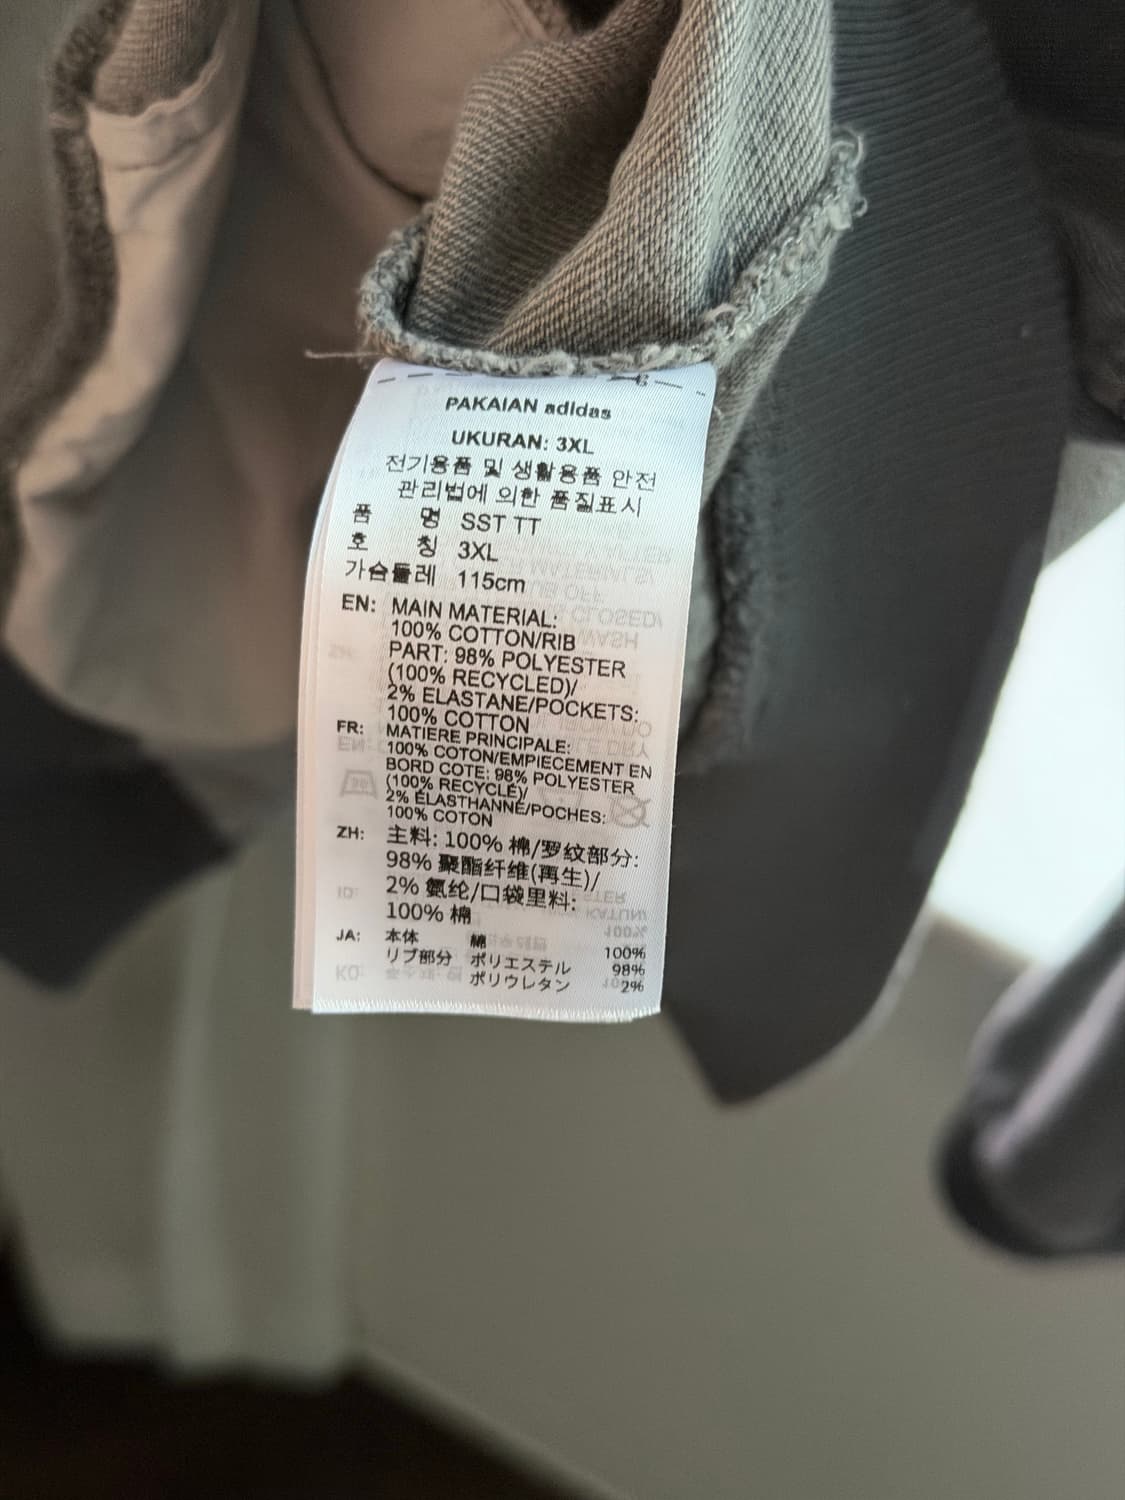 PAKAIAN adidas
UKURAN: 3XL
전기용품 및 생활용품 안전
관리법에 의한 품질표시
품 명 SST TT
호 칭 3XL
가슴둘레 115cm
EN: MAIN MATERIAL:
100% COTTON/RIB
PART: 98% POLYESTER
(100% RECYCLED)/
2% ELASTANE/POCKETS:
100% COTTON
FR: MATIERE PRINCIPALE:
100% COTON/EMPIECEMENT EN
BORD COTE: 98% POLYESTER
(100% RECYCLÉ)/
2% ÉLASTHANNE/POCHES:
100% COTON
ZH: 主料: 100% 棉/罗纹部分:
98% 聚酯纤维(再生)/
2% 氨纶/口袋里料:
100% 棉
JA: 本体 綿 100%
リブ部分 ポリエステル 98%
ポリウレタン 2%